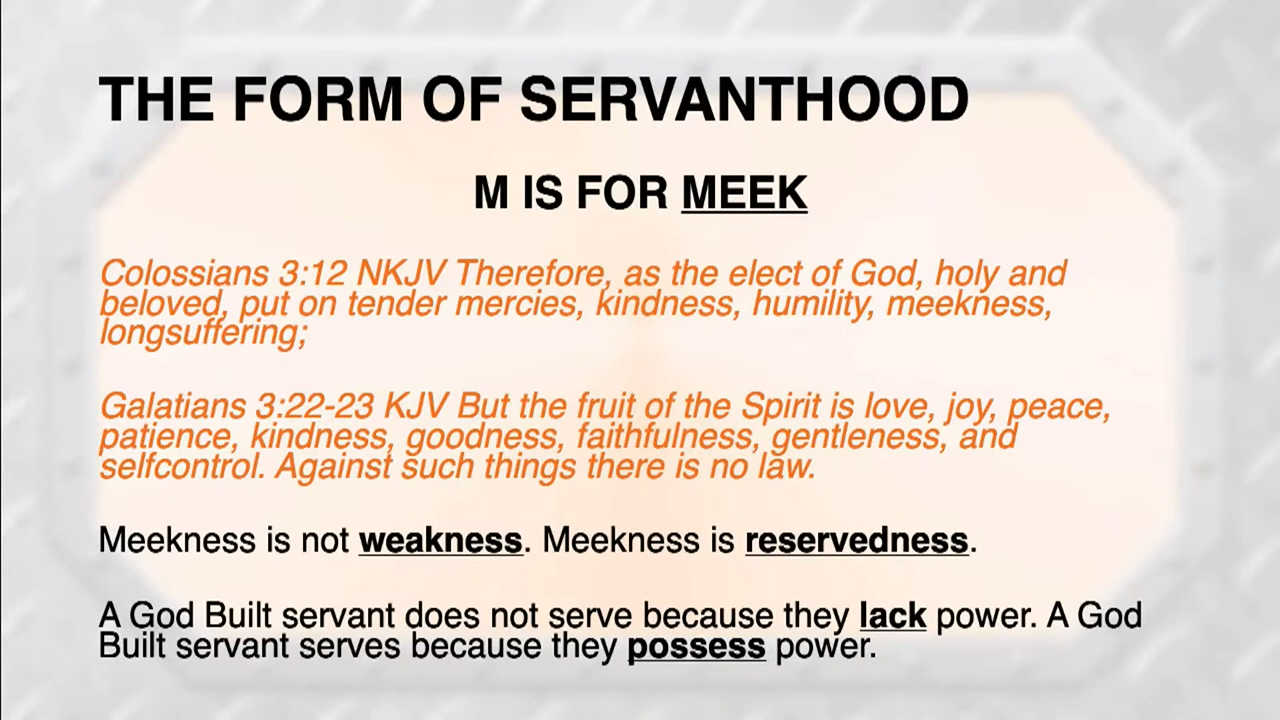 THE FORM OF SERVANTHOOD
M IS FOR MEEK
Colossians 3:12 NKJV Therefore, as the elect of God, holy and
beloved, put on tender mercies, kindness, humility, meekness,
longsuffering;
Galatians 3:22-23 KJV But the fruit of the Spirit is love, joy, peace,
patience, kindness, goodness, faithfulness, gentleness, and
selfcontrol. Against such things there is no law.
Meekness is not weakness. Meekness is reservedness.
A God Built servant does not serve because they lack power. A God
Built servant serves because they possess power.